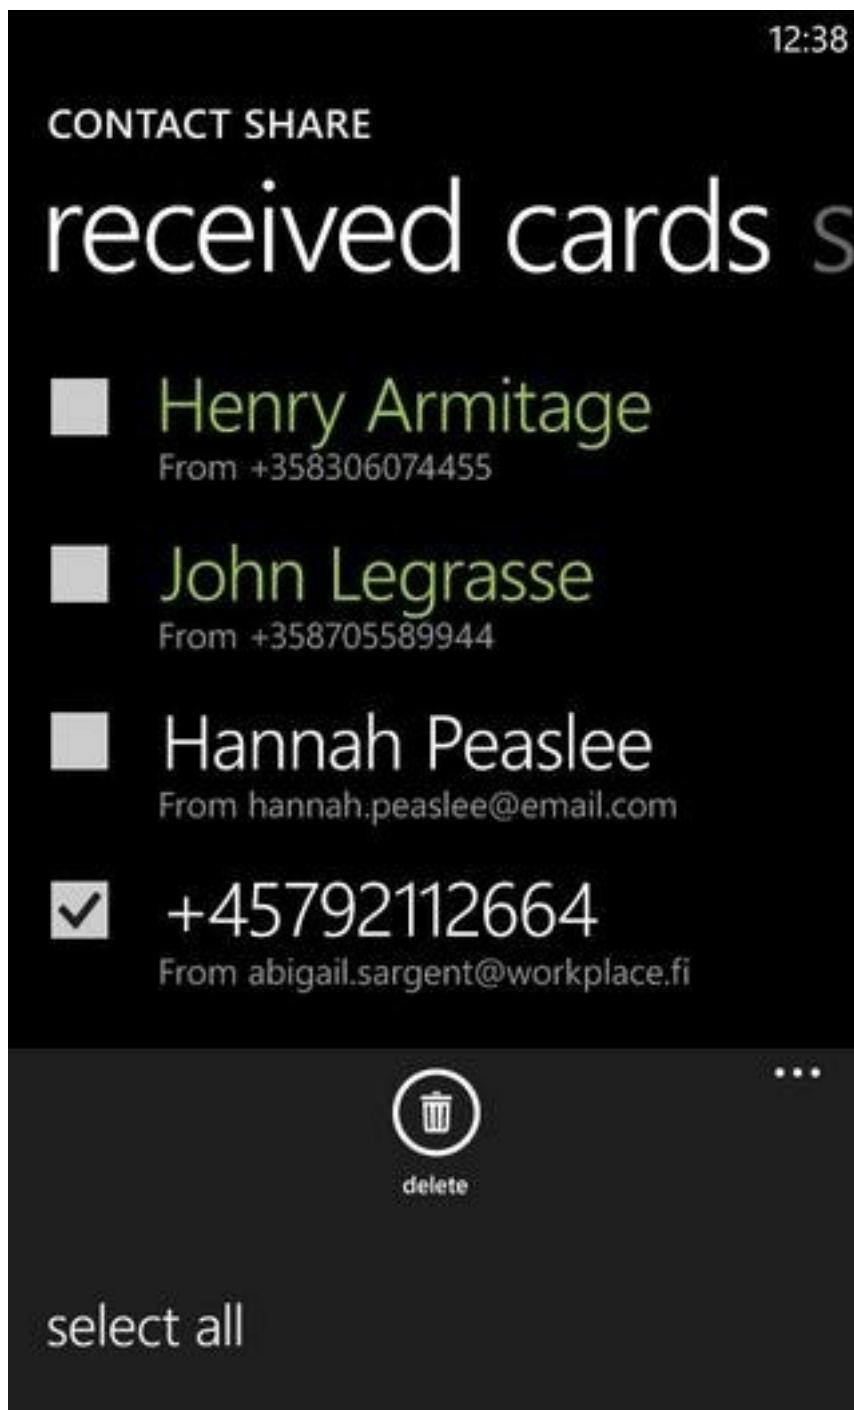 12:38
CONTACT SHARE
received cards s
Henry Armitage
From +358306074455
John Legrasse
From +358705589944
Hannah Peaslee
From hannah.peaslee@email.com
+45792112664
From abigail.sargent@workplace.fi
...
delete
select all